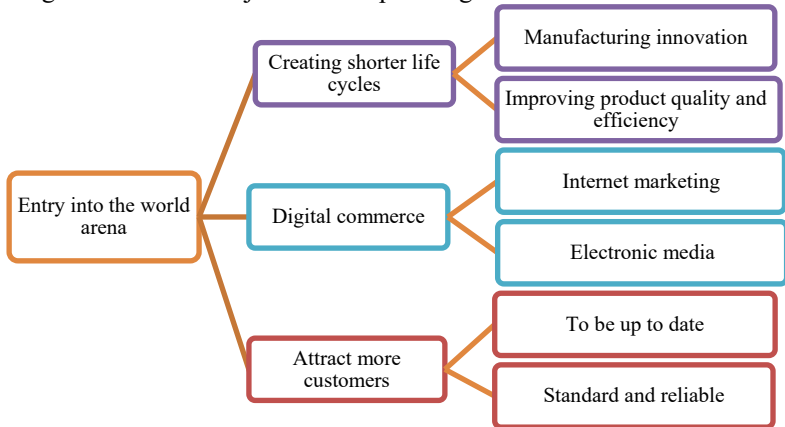 Creating shorter life
cycles
Manufacturing innovation
Improving product quality and
efficiency
Entry into the world
arena
Digital commerce
Internet marketing
Electronic media
Attract more
customers
To be up to date
Standard and reliable